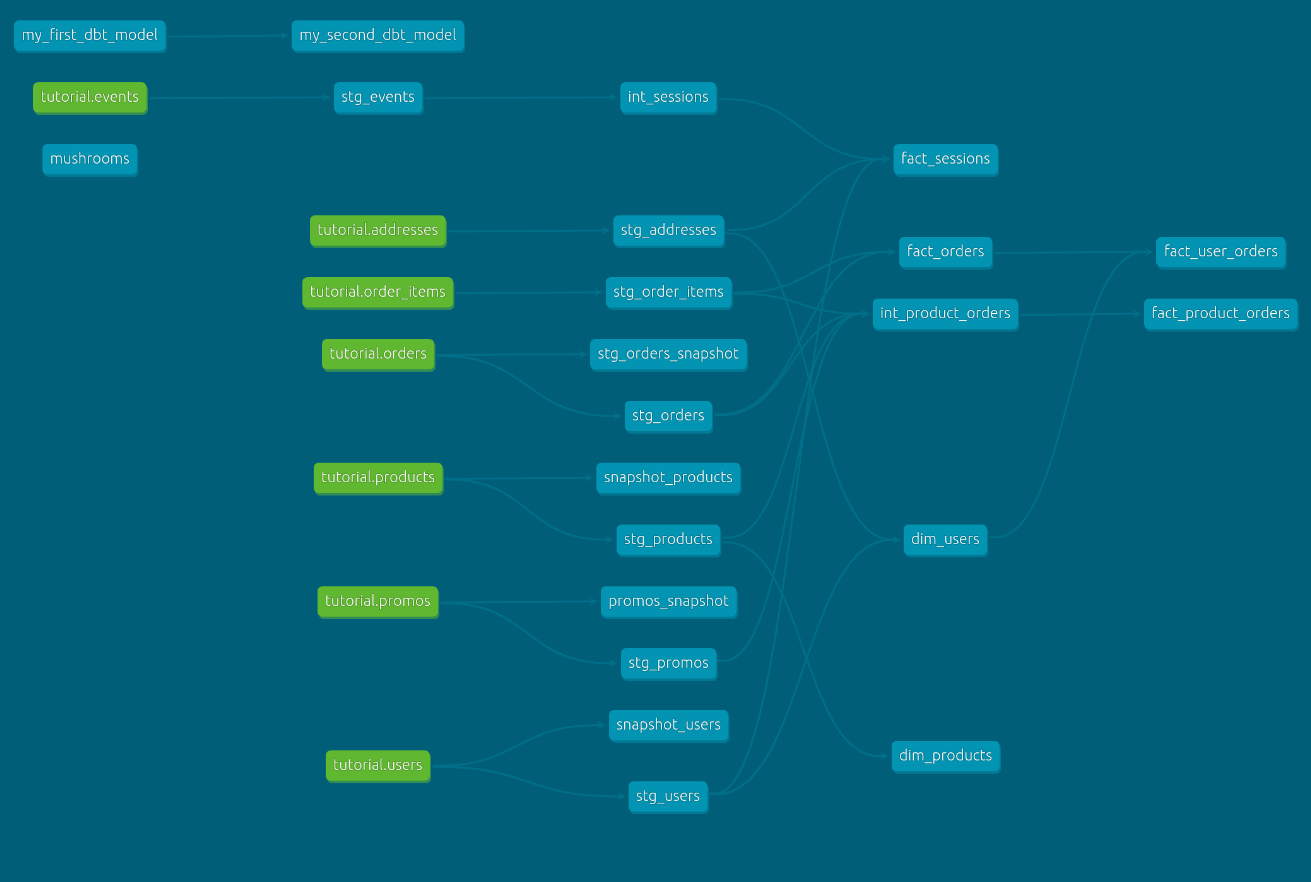 my_first_dbt_model
my_second_dbt_model
tutorial.events
stg_events
int_sessions
mushrooms
fact_sessions
tutorial.addresses
stg_addresses
fact_orders
fact_user_orders
tutorial.order_items
stg_order_items
int_product_orders
fact_product_orders
tutorial.orders
stg_orders_snapshot
stg_orders
tutorial.products
snapshot_products
stg_products
dim_users
tutorial.promos
promos_snapshot
stg_promos
snapshot_users
dim_products
tutorial.users
stg_users